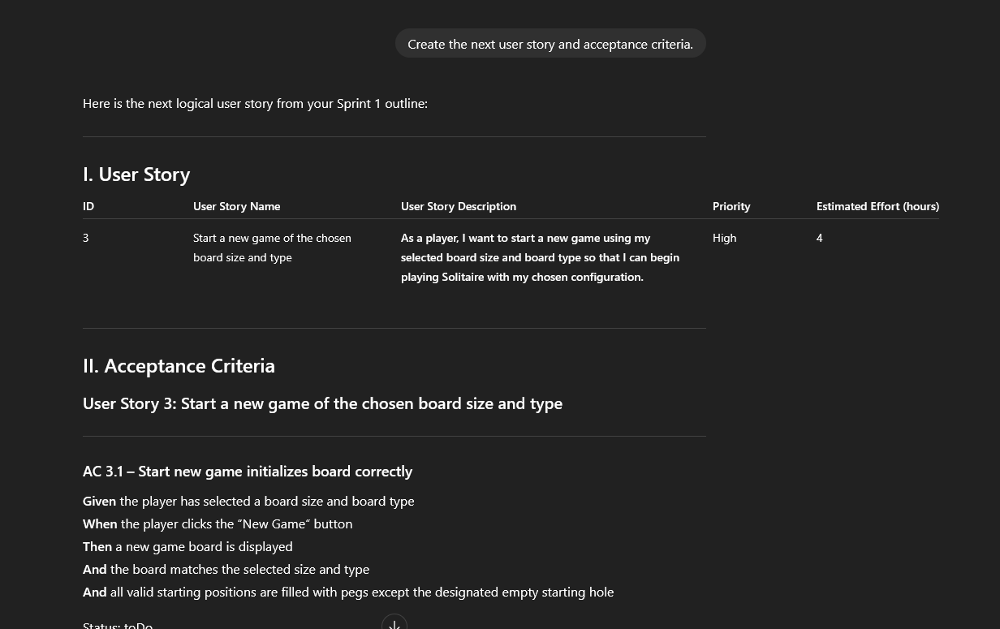 Create the next user story and acceptance criteria.
Here is the next logical user story from your Sprint 1 outline:
I. User Story
ID User Story Name User Story Description Priority Estimated Effort (hours)
3 Start a new game of the chosen As a player, I want to start a new game using my High 4
board size and type selected board size and board type so that I can begin
playing Solitaire with my chosen configuration.
II. Acceptance Criteria
User Story 3: Start a new game of the chosen board size and type
AC 3.1 – Start new game initializes board correctly
Given the player has selected a board size and board type
When the player clicks the “New Game” button
Then a new game board is displayed
And the board matches the selected size and type
And all valid starting positions are filled with pegs except the designated empty starting hole
Status: toDo